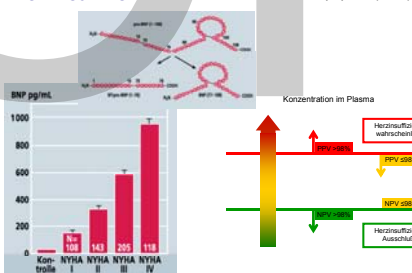 BNP pg/mL
1000
800
600
400
200
0
N=
108
143
205
118
Kon-
trolle
NYHA
I
NYHA
II
NYHA
III
NYHA
IV
Konzentration im Plasma
Herzinsuffizi
wahrscheinl
PPV >98%
PPV ≤98
NPV ≤98
NPV >98%
Herzinsuffizi
Ausschlu